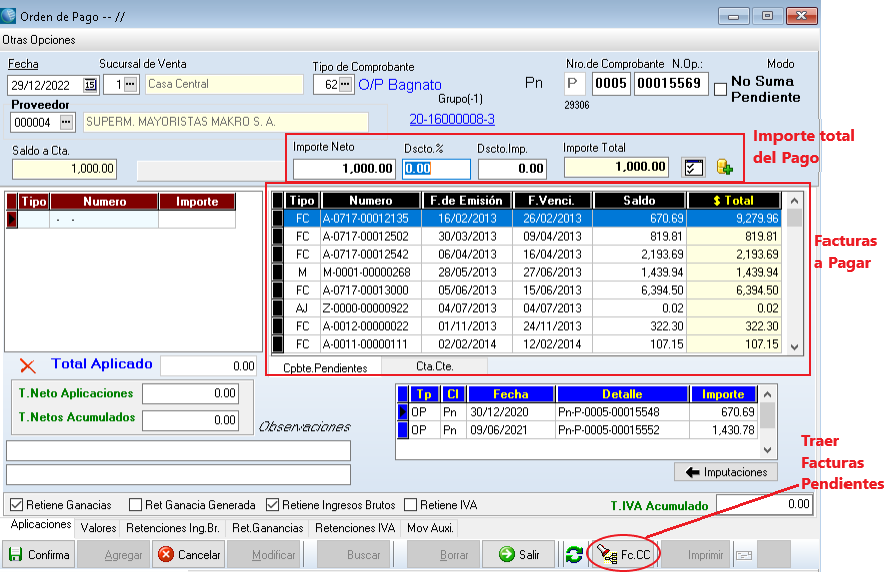 Orden de Pago -- //
Otras Opciones
Fecha Sucursal de Venta Tipo de Comprobante Nro.de Comprobante N.Op.: Modo
29/12/2022 15 1 ... Casa Central 62 ... O/P Bagnato Pn P 0005 00015569 No Suma Pendiente
Proveedor Grupo(-1) 29306
000004 ... SUPERM. MAYORISTAS MAKRO S. A. 20-16000008-3
Saldo a Cta. Importe Neto Dscto.% Dscto.Imp. Importe Total
1,000.00 1,000.00 0.00 0.00 1,000.00
Importe total
del Pago
Tipo Numero Importe
- -
Tipo Numero F.de Emisión F.Venci. Saldo $ Total
FC A-0717-00012135 16/02/2013 26/02/2013 670.69 9,279.96
FC A-0717-00012502 30/03/2013 09/04/2013 819.81 819.81
FC A-0717-00012542 06/04/2013 16/04/2013 2,193.69 2,193.69
M M-0001-00000268 28/05/2013 27/06/2013 1,439.94 1,439.94
FC A-0717-00013000 05/06/2013 15/06/2013 6,394.50 6,394.50
AJ Z-0000-00000922 04/07/2013 04/07/2013 0.02 0.02
FC A-0012-00000022 01/11/2013 24/11/2013 322.30 322.30
FC A-0011-00000111 02/02/2014 12/02/2014 107.15 107.15
Facturas
a Pagar
Total Aplicado 0.00
Cpbte.Pendientes Cta.Cte.
T.Neto Aplicaciones 0.00
T.Netos Acumulados 0.00
Observaciones
Tp Cl Fecha Detalle Importe
OP Pn 30/12/2020 Pn-P-0005-00015548 670.69
OP Pn 09/06/2021 Pn-P-0005-00015552 1,430.78
Imputaciones
Traer
Facturas
Pendientes
Retiene Ganacias Ret Ganacia Generada Retiene Ingresos Brutos Retiene IVA T.IVA Acumulado 0.00
Aplicaciones Valores Retenciones Ing.Br. Ret.Ganancias Retenciones IVA Mov Auxi.
Confirma Agregar Cancelar Modificar Buscar Borrar Salir Fc.CC Imprimir